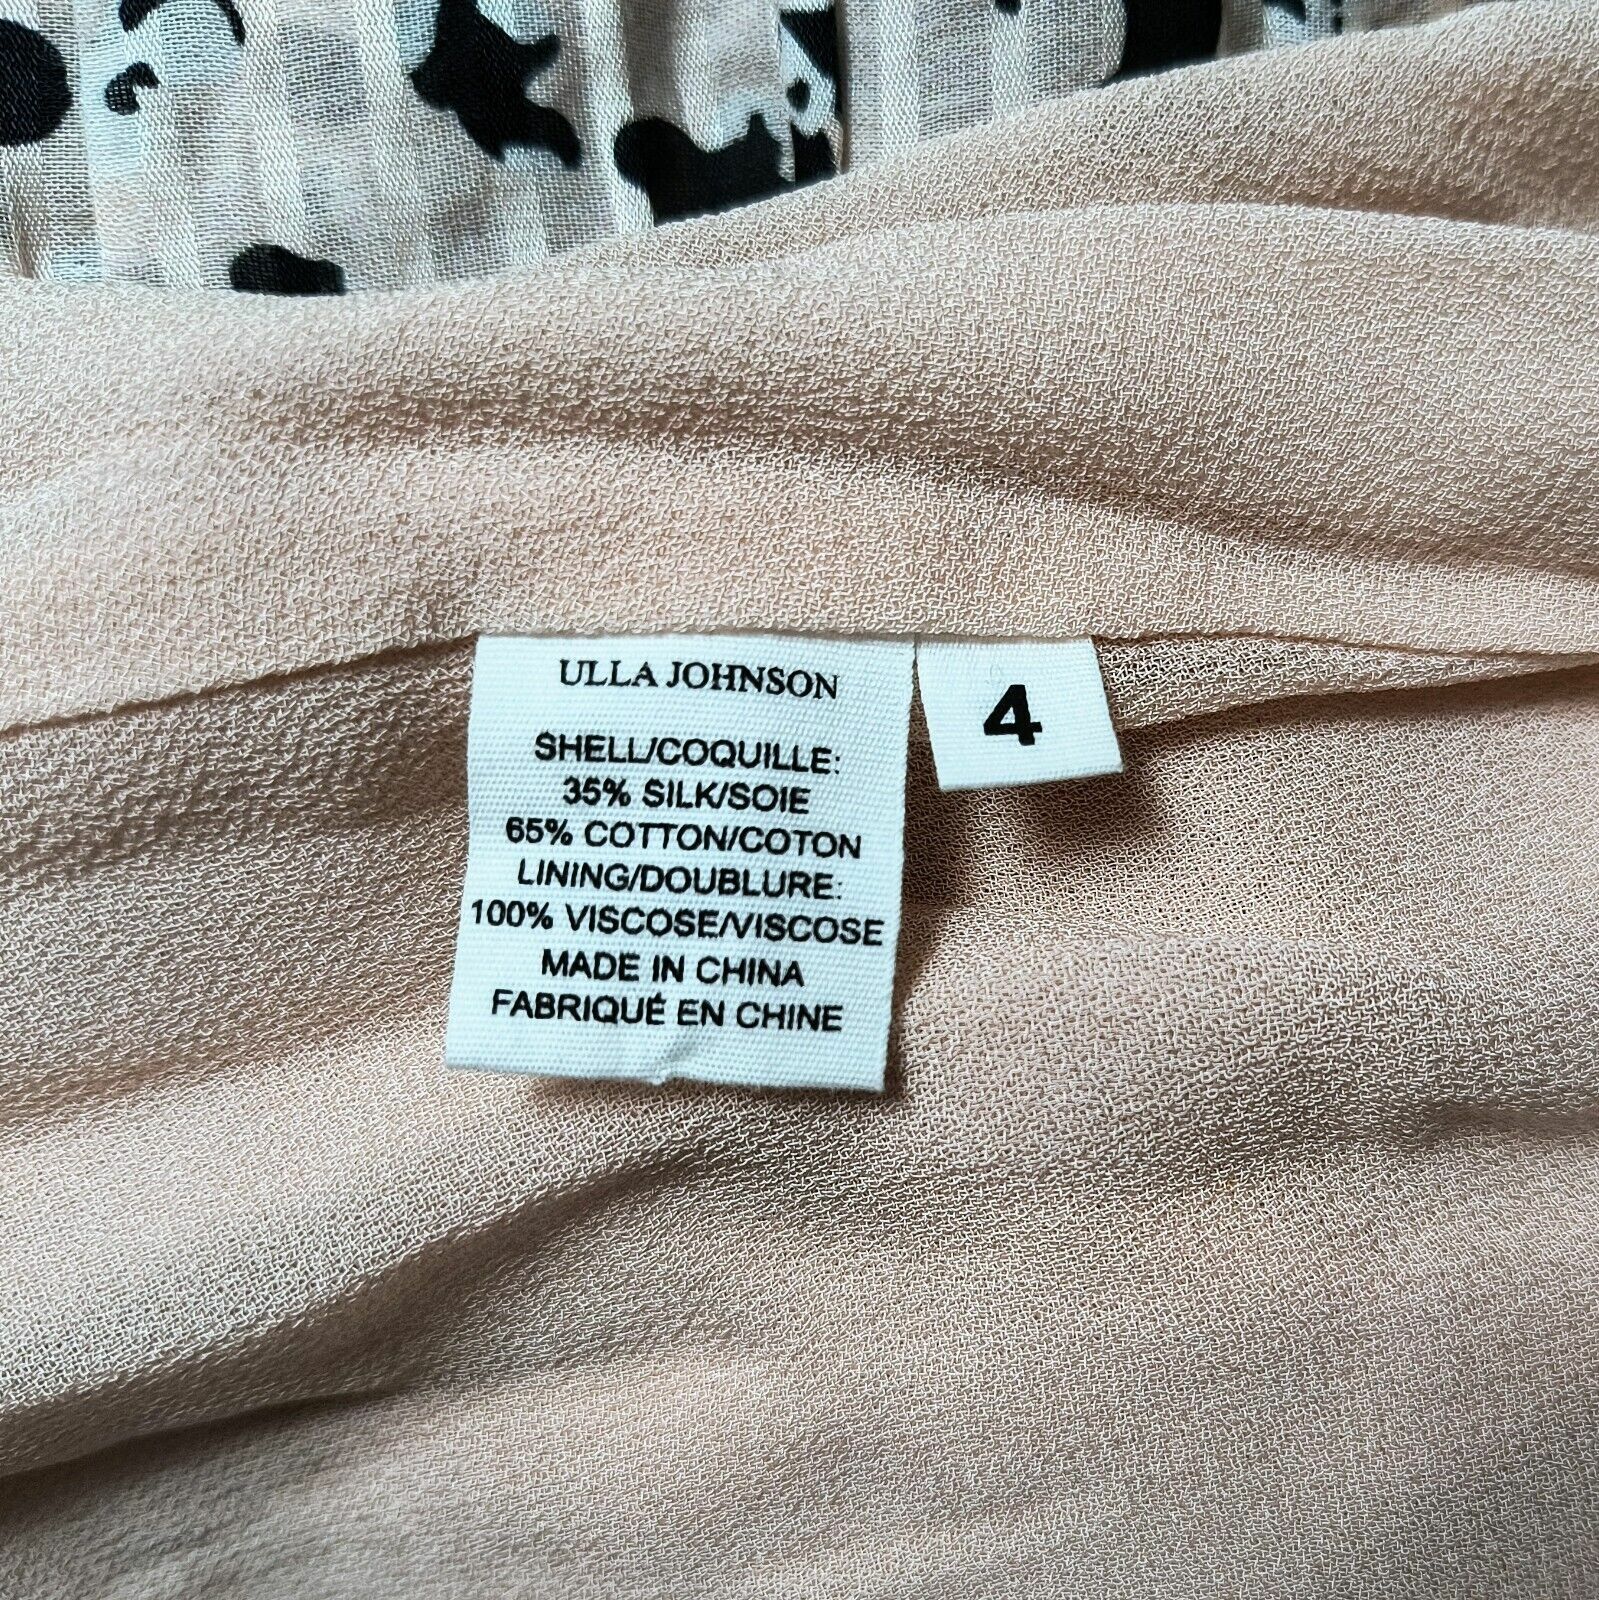 ULLA JOHNSON
SHELL/COQUILLE:
35% SILK/SOIE
65% COTTON/COTON
LINING/DOUBLURE:
100% VISCOSE/VISCOSE
MADE IN CHINA
FABRIQUÉ EN CHINE
4